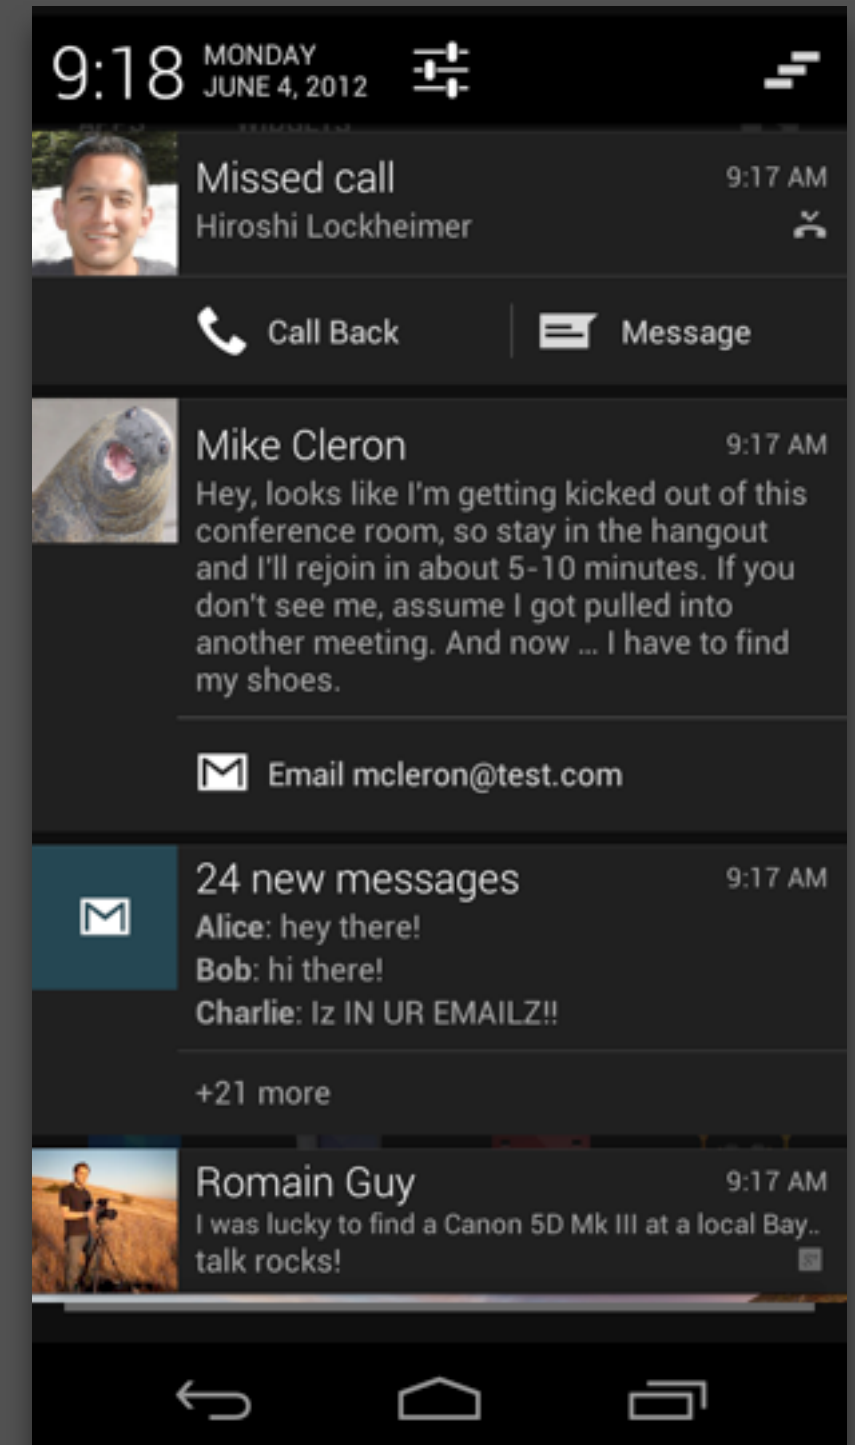 9:18 MONDAY
JUNE 4, 2012
APPS WIDGETS
Missed call 9:17 AM
Hiroshi Lockheimer
Call Back Message
Mike Cleron 9:17 AM
Hey, looks like I'm getting kicked out of this
conference room, so stay in the hangout
and I'll rejoin in about 5-10 minutes. If you
don't see me, assume I got pulled into
another meeting. And now … I have to find
my shoes.
Email mcleron@test.com
24 new messages 9:17 AM
Alice: hey there!
Bob: hi there!
Charlie: Iz IN UR EMAILZ!!
+21 more
Romain Guy 9:17 AM
I was lucky to find a Canon 5D Mk III at a local Bay..
talk rocks!